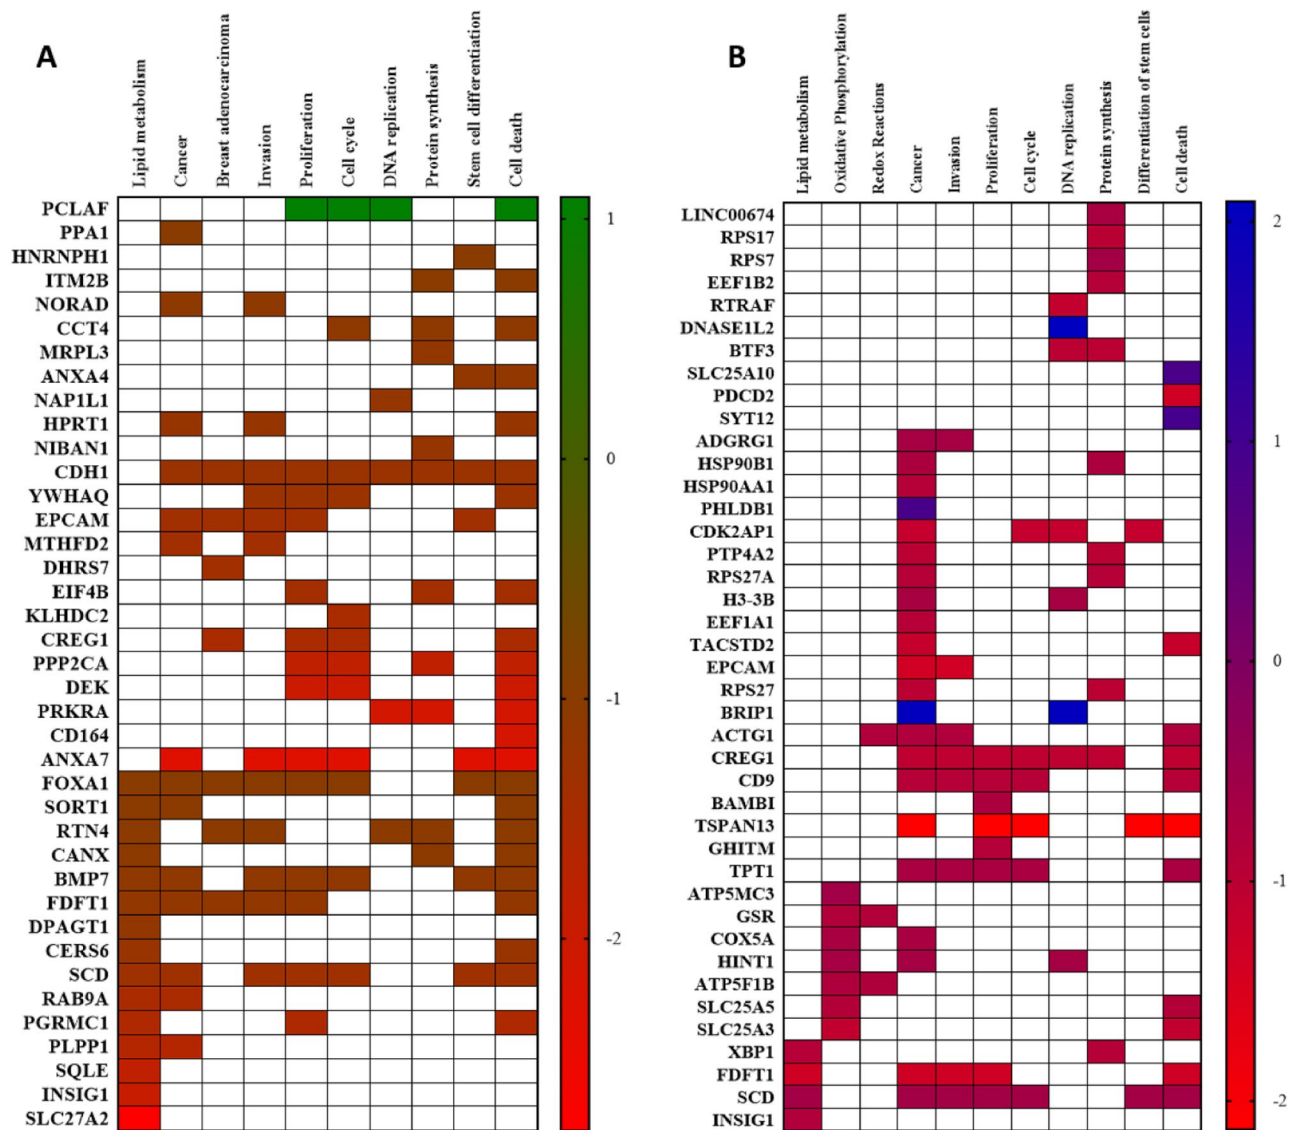 A
Lipid metabolism
Cancer
Breast adenocarcinoma
Invasion
Proliferation
Cell cycle
DNA replication
Protein synthesis
Stem cell differentiation
Cell death
PCLAF
PPA1
HNRNPH1
ITM2B
NORAD
CCT4
MRPL3
ANXA4
NAP1L1
HPRT1
NIBAN1
CDH1
YWHAQ
EPCAM
MTHFD2
DHRS7
EIF4B
KLHDC2
CREG1
PPP2CA
DEK
PRKRA
CD164
ANXA7
FOXA1
SORT1
RTN4
CANX
BMP7
FDFT1
DPAGT1
CERS6
SCD
RAB9A
PGRMC1
PLPP1
SQLE
INSIG1
SLC27A2
1
0
-1
-2
B
Lipid metabolism
Oxidative Phosphorylation
Redox Reactions
Cancer
Invasion
Proliferation
Cell cycle
DNA replication
Protein synthesis
Differentiation of stem cells
Cell death
LINC00674
RPS17
RPS7
EEF1B2
RTRAF
DNASE1L2
BTF3
SLC25A10
PDCD2
SYT12
ADGRG1
HSP90B1
HSP90AA1
PHLDB1
CDK2AP1
PTP4A2
RPS27A
H3-3B
EEF1A1
TACSTD2
EPCAM
RPS27
BRIP1
ACTG1
CREG1
CD9
BAMBI
TSPAN13
GHITM
TPT1
ATP5MC3
GSR
COX5A
HINT1
ATP5F1B
SLC25A5
SLC25A3
XBP1
FDFT1
SCD
INSIG1
2
1
0
-1
-2